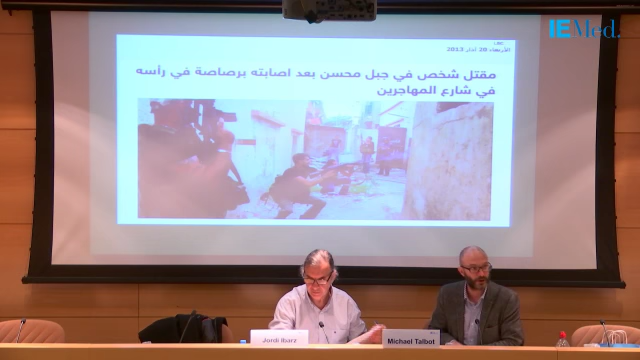 IEMed.
الأربعاء 20 آذار 2013
مقتل شخص في جبل محسن بعد اصابته برصاصة في رأسه
في شارع المهاجرين
Jordi Ibarz
Michael Talbot